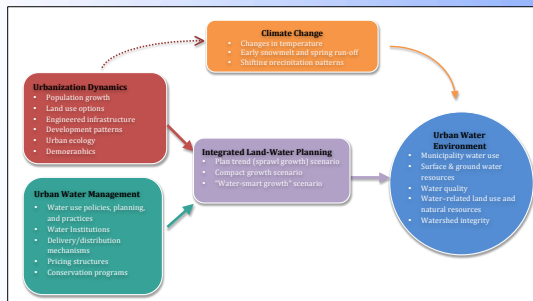 Climate Change
• Changes in temperature
• Early snowmelt and spring run-off
• Shifting precipitation patterns
Urbanization Dynamics
• Population growth
• Land use options
• Engineered infrastructure
• Development patterns
• Urban ecology
• Demographics
Integrated Land-Water Planning
• Plan trend (sprawl growth) scenario
• Compact growth scenario
• "Water-smart growth" scenario
Urban Water Management
• Water use policies, planning,
and practices
• Water Institutions
• Delivery/distribution
mechanisms
• Pricing structures
• Conservation programs
Urban Water
Environment
• Municipality water use
• Surface & ground water
resources
• Water quality
• Water-related land use and
natural resources
• Watershed integrity